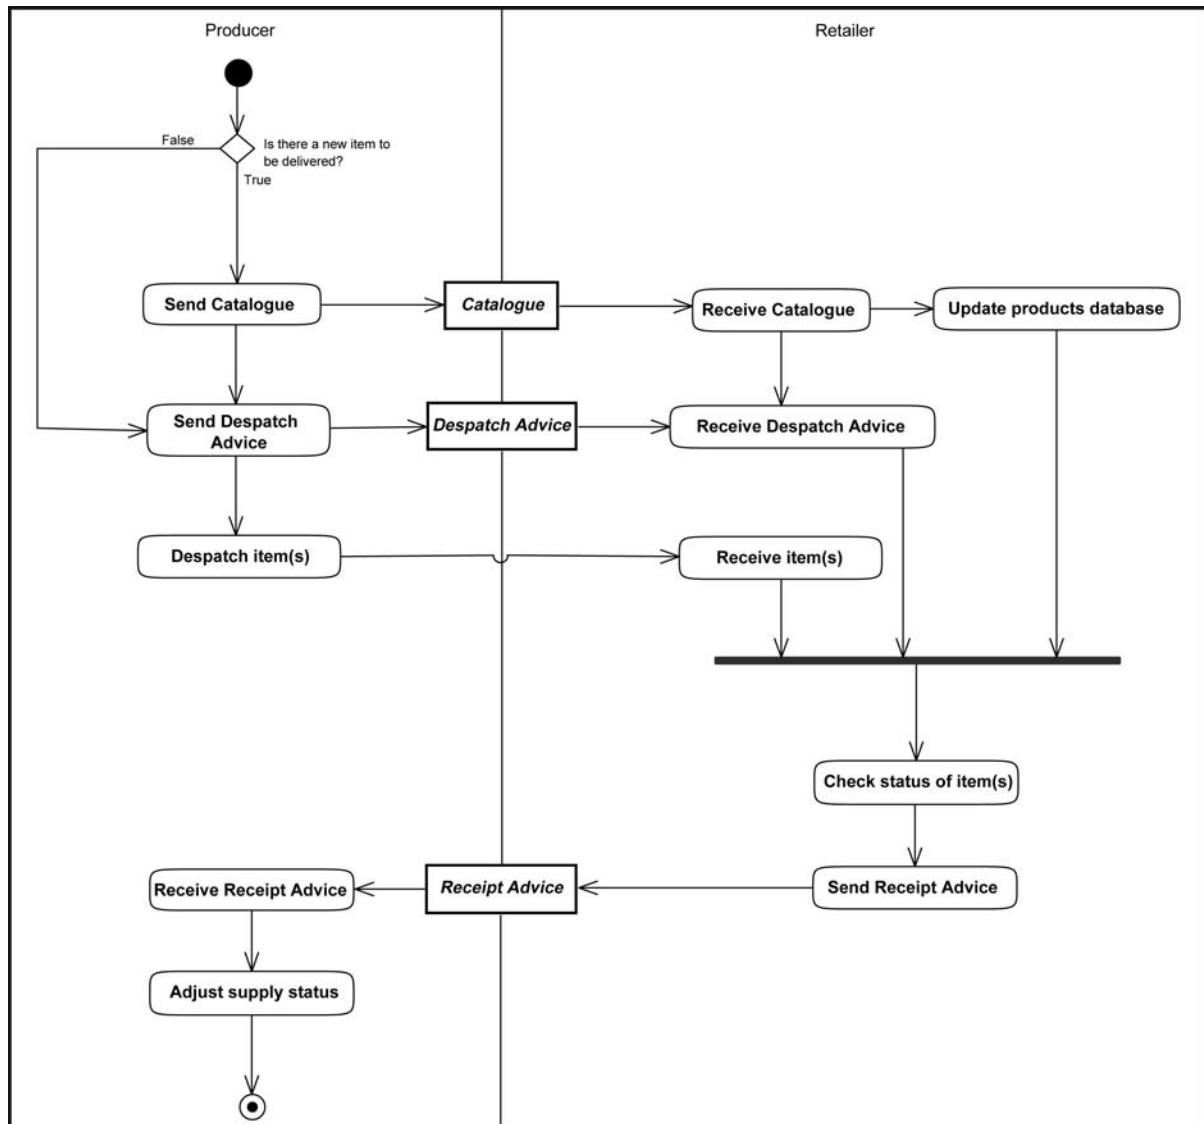 Producer
Retailer
False
Is there a new item to
be delivered?
True
Send Catalogue
Catalogue
Receive Catalogue
Update products database
Send Despatch
Advice
Despatch Advice
Receive Despatch Advice
Despatch item(s)
Receive item(s)
Check status of item(s)
Receive Receipt Advice
Receipt Advice
Send Receipt Advice
Adjust supply status